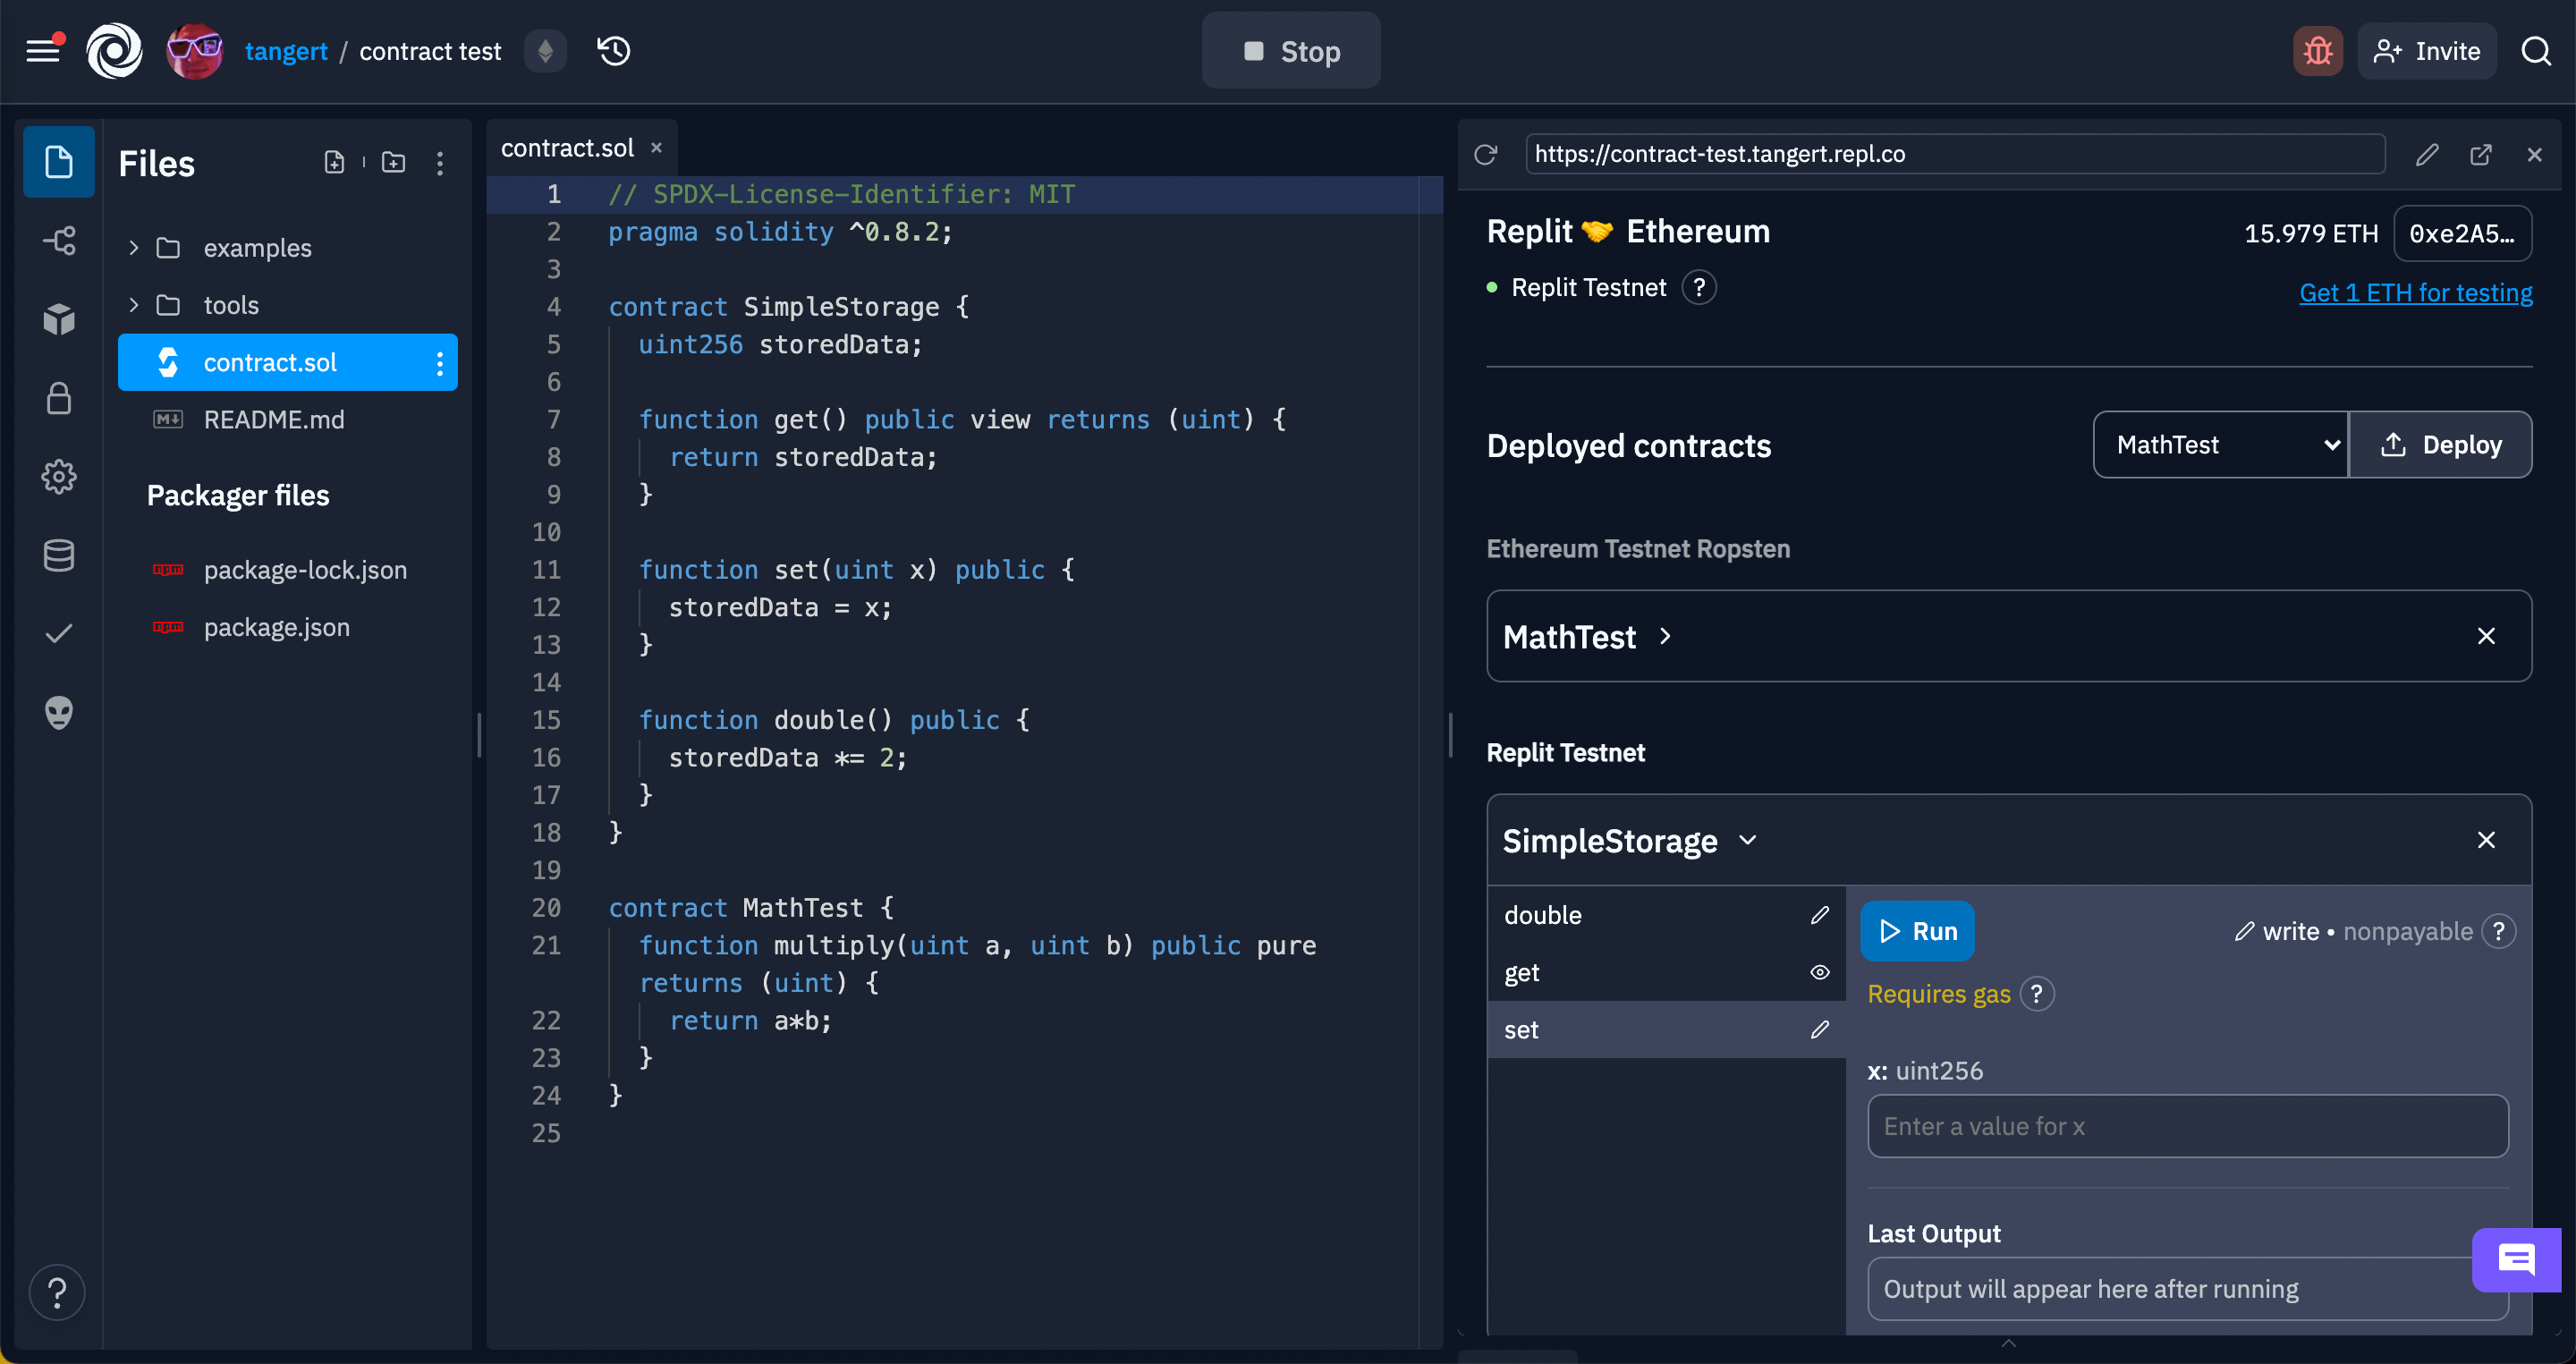 tangert / contract test
Stop
Invite
Files
examples
tools
contract.sol
README.md
Packager files
package-lock.json
package.json
?
contract.sol ×
1 // SPDX-License-Identifier: MIT
2 pragma solidity ^0.8.2;
3
4 contract SimpleStorage {
5 uint256 storedData;
6
7 function get() public view returns (uint) {
8 return storedData;
9 }
10
11 function set(uint x) public {
12 storedData = x;
13 }
14
15 function double() public {
16 storedData *= 2;
17 }
18 }
19
20 contract MathTest {
21 function multiply(uint a, uint b) public pure
returns (uint) {
22 return a*b;
23 }
24 }
25
https://contract-test.tangert.repl.co
Replit 🤝 Ethereum
15.979 ETH
0xe2A5...
Replit Testnet ?
Get 1 ETH for testing
Deployed contracts
MathTest
Deploy
Ethereum Testnet Ropsten
MathTest
Replit Testnet
SimpleStorage
double
get
set
Run
write • nonpayable ?
Requires gas ?
x: uint256
Enter a value for x
Last Output
Output will appear here after running